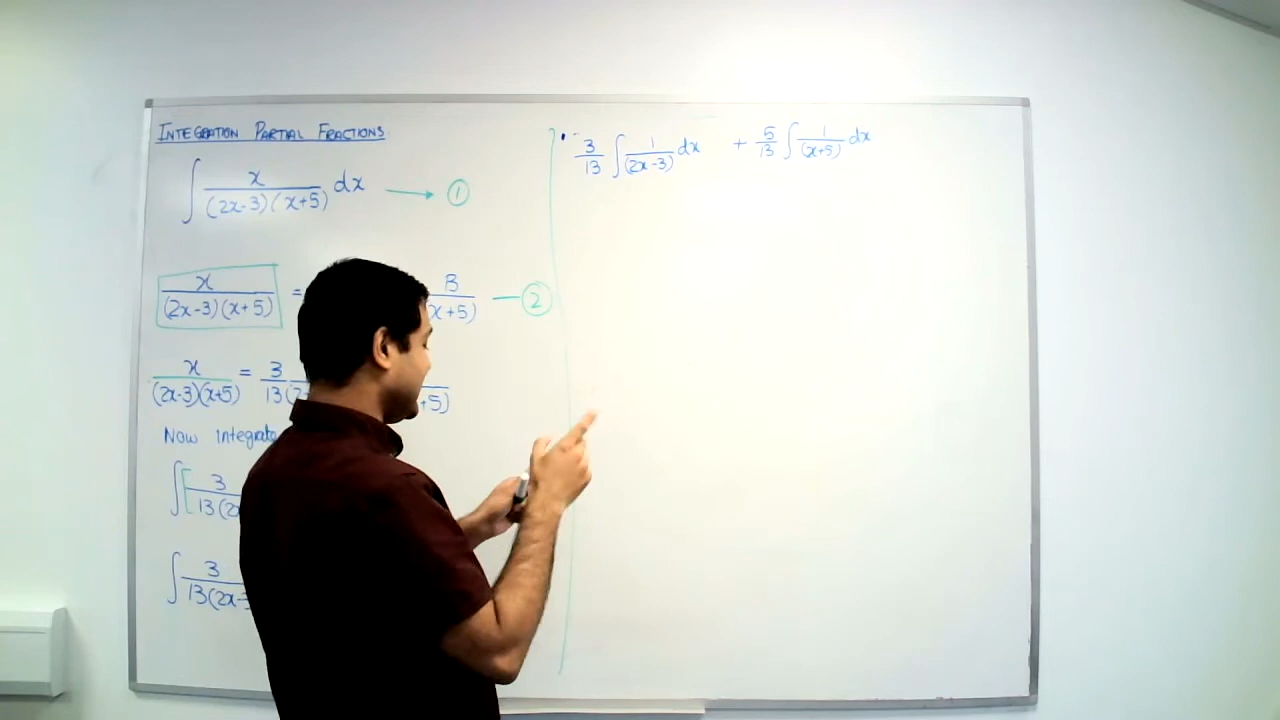 INTEGRATION PARTIAL FRACTIONS
∫ x/((2x-3)(x+5)) dx → ①
x/((2x-3)(x+5)) = B/(x+5) — ②
x/((2x-3)(x+5)) = 3/13(2 +5)
Now integrate
∫ [3/13(2x
∫ 3/13(2x-3
3/13 ∫ 1/(2x-3) dx + 5/13 ∫ 1/(x+5) dx